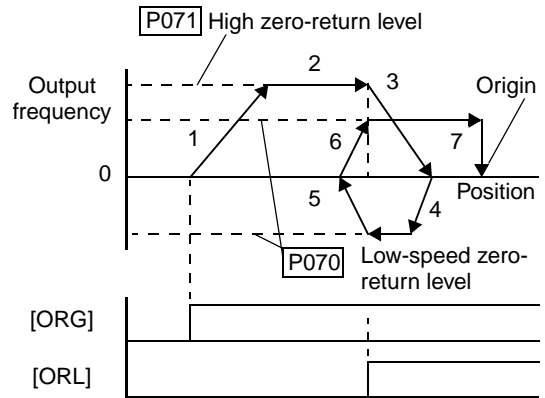 P071 High zero-return level
2
3
Output
frequency
Origin
1
6
7
0
5
4
Position
P070
Low-speed zero-
return level
[ORG]
[ORL]